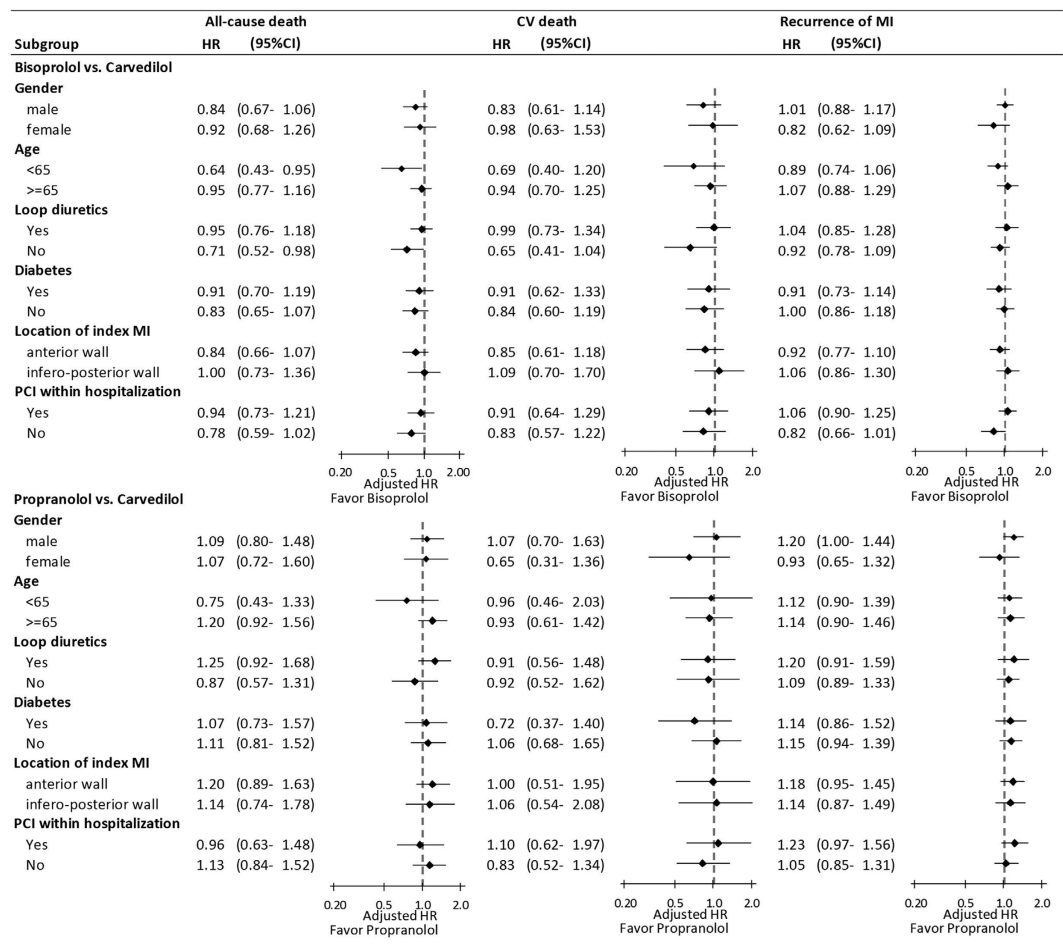 All-cause death CV death Recurrence of MI
Subgroup HR (95%CI) HR (95%CI) HR (95%CI)
Bisoprolol vs. Carvedilol
Gender
male 0.84 (0.67- 1.06) 0.83 (0.61- 1.14) 1.01 (0.88- 1.17)
female 0.92 (0.68- 1.26) 0.98 (0.63- 1.53) 0.82 (0.62- 1.09)
Age
<65 0.64 (0.43- 0.95) 0.69 (0.40- 1.20) 0.89 (0.74- 1.06)
>=65 0.95 (0.77- 1.16) 0.94 (0.70- 1.25) 1.07 (0.88- 1.29)
Loop diuretics
Yes 0.95 (0.76- 1.18) 0.99 (0.73- 1.34) 1.04 (0.85- 1.28)
No 0.71 (0.52- 0.98) 0.65 (0.41- 1.04) 0.92 (0.78- 1.09)
Diabetes
Yes 0.91 (0.70- 1.19) 0.91 (0.62- 1.33) 0.91 (0.73- 1.14)
No 0.83 (0.65- 1.07) 0.84 (0.60- 1.19) 1.00 (0.86- 1.18)
Location of index MI
anterior wall 0.84 (0.66- 1.07) 0.85 (0.61- 1.18) 0.92 (0.77- 1.10)
infero-posterior wall 1.00 (0.73- 1.36) 1.09 (0.70- 1.70) 1.06 (0.86- 1.30)
PCI within hospitalization
Yes 0.94 (0.73- 1.21) 0.91 (0.64- 1.29) 1.06 (0.90- 1.25)
No 0.78 (0.59- 1.02) 0.83 (0.57- 1.22) 0.82 (0.66- 1.01)
0.20 0.5 1.0 2.00 0.20 0.5 1.0 2.0 0.20 0.5 1.0 2.0
Adjusted HR Adjusted HR Adjusted HR
Favor Bisoprolol Favor Bisoprolol Favor Bisoprolol
Propranolol vs. Carvedilol
Gender
male 1.09 (0.80- 1.48) 1.07 (0.70- 1.63) 1.20 (1.00- 1.44)
female 1.07 (0.72- 1.60) 0.65 (0.31- 1.36) 0.93 (0.65- 1.32)
Age
<65 0.75 (0.43- 1.33) 0.96 (0.46- 2.03) 1.12 (0.90- 1.39)
>=65 1.20 (0.92- 1.56) 0.93 (0.61- 1.42) 1.14 (0.90- 1.46)
Loop diuretics
Yes 1.25 (0.92- 1.68) 0.91 (0.56- 1.48) 1.20 (0.91- 1.59)
No 0.87 (0.57- 1.31) 0.92 (0.52- 1.62) 1.09 (0.89- 1.33)
Diabetes
Yes 1.07 (0.73- 1.57) 0.72 (0.37- 1.40) 1.14 (0.86- 1.52)
No 1.11 (0.81- 1.52) 1.06 (0.68- 1.65) 1.15 (0.94- 1.39)
Location of index MI
anterior wall 1.20 (0.89- 1.63) 1.00 (0.51- 1.95) 1.18 (0.95- 1.45)
infero-posterior wall 1.14 (0.74- 1.78) 1.06 (0.54- 2.08) 1.14 (0.87- 1.49)
PCI within hospitalization
Yes 0.96 (0.63- 1.48) 1.10 (0.62- 1.97) 1.23 (0.97- 1.56)
No 1.13 (0.84- 1.52) 0.83 (0.52- 1.34) 1.05 (0.85- 1.31)
0.20 0.5 1.0 2.0 0.20 0.5 1.0 2.0 0.20 0.5 1.0 2.0
Adjusted HR Adjusted HR Adjusted HR
Favor Propranolol Favor Propranolol Favor Propranolol